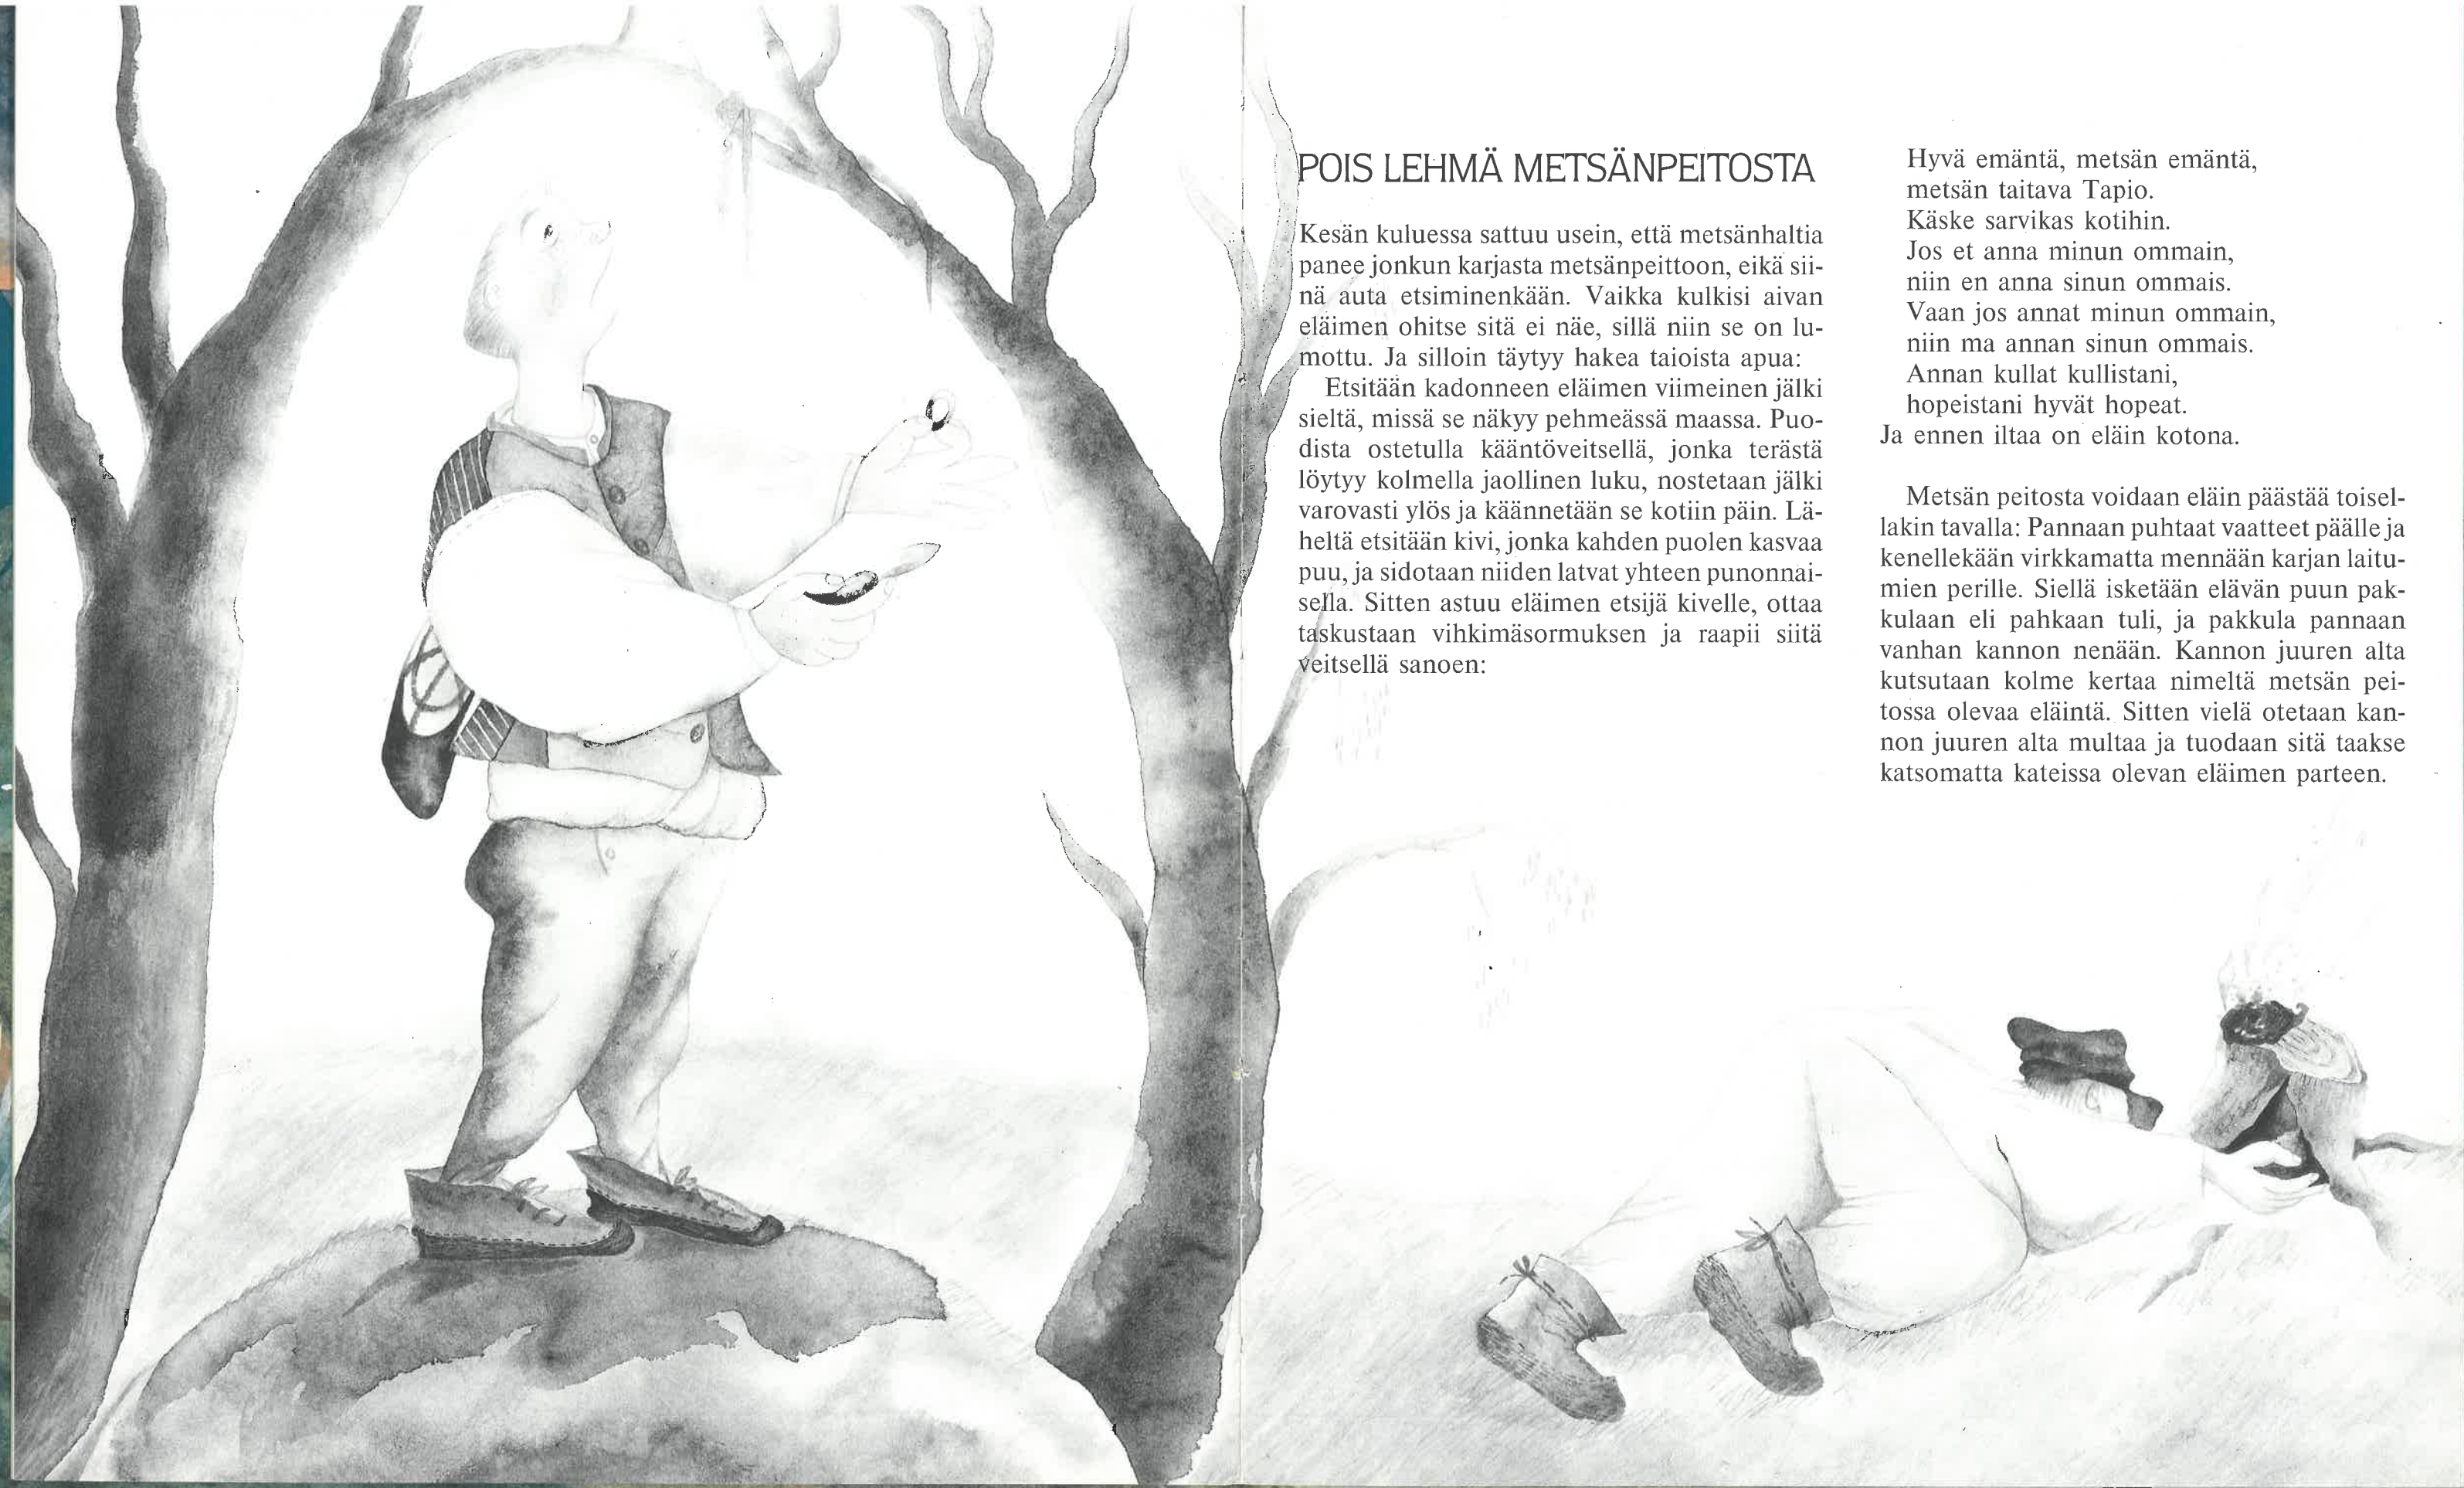 POIS LEHMÄ METSÄNPEITOSTA
Kesän kuluessa sattuu usein, että metsänhaltia
panee jonkun karjasta metsänpeittoon, eikä sii-
nä auta etsiminenkään. Vaikka kulkisi aivan
eläimen ohitse sitä ei näe, sillä niin se on lu-
mottu. Ja silloin täytyy hakea taioista apua:
Etsitään kadonneen eläimen viimeinen jälki
sieltä, missä se näkyy pehmeässä maassa. Puo-
dista ostetulla kääntöveitsellä, jonka terästä
löytyy kolmella jaollinen luku, nostetaan jälki
varovasti ylös ja käännetään se kotiin päin. Lä-
heltä etsitään kivi, jonka kahden puolen kasvaa
puu, ja sidotaan niiden latvat yhteen punonnai-
sella. Sitten astuu eläimen etsijä kivelle, ottaa
taskustaan vihkimäsormuksen ja raapii siitä
veitsellä sanoen:
Hyvä emäntä, metsän emäntä,
metsän taitava Tapio.
Käske sarvikas kotihin.
Jos et anna minun ommain,
niin en anna sinun ommais.
Vaan jos annat minun ommain,
niin ma annan sinun ommais.
Annan kullat kullistani,
hopeistani hyvät hopeat.
Ja ennen iltaa on eläin kotona.
Metsän peitosta voidaan eläin päästää toisel-
lakin tavalla: Pannaan puhtaat vaatteet päälle ja
kenellekään virkkamatta mennään karjan laitu-
mien perille. Siellä isketään elävän puun pak-
kulaan eli pahkaan tuli, ja pakkula pannaan
vanhan kannon nenään. Kannon juuren alta
kutsutaan kolme kertaa nimeltä metsän pei-
tossa olevaa eläintä. Sitten vielä otetaan kan-
non juuren alta multaa ja tuodaan sitä taakse
katsomatta kateissa olevan eläimen parteen.